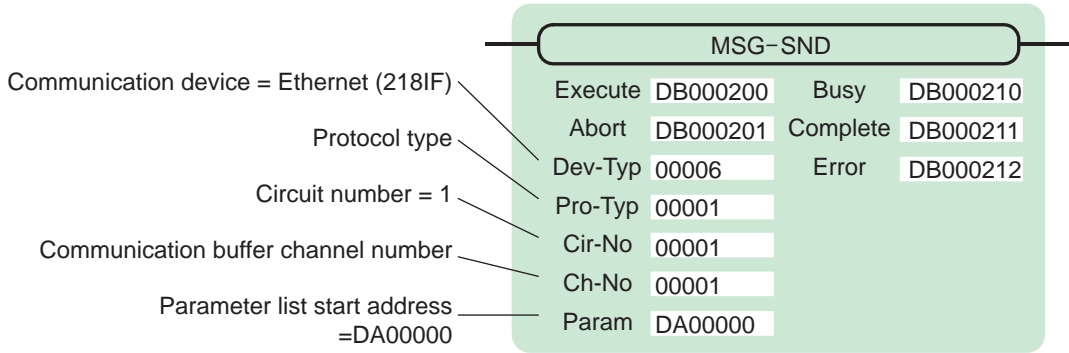 MSG-SND
Communication device = Ethernet (218IF)
Execute DB000200 Busy DB000210
Protocol type
Abort DB000201 Complete DB000211
Dev-Typ 00006 Error DB000212
Circuit number = 1
Pro-Typ 00001
Communication buffer channel number
Cir-No 00001
Ch-No 00001
Parameter list start address
=DA00000
Param DA00000